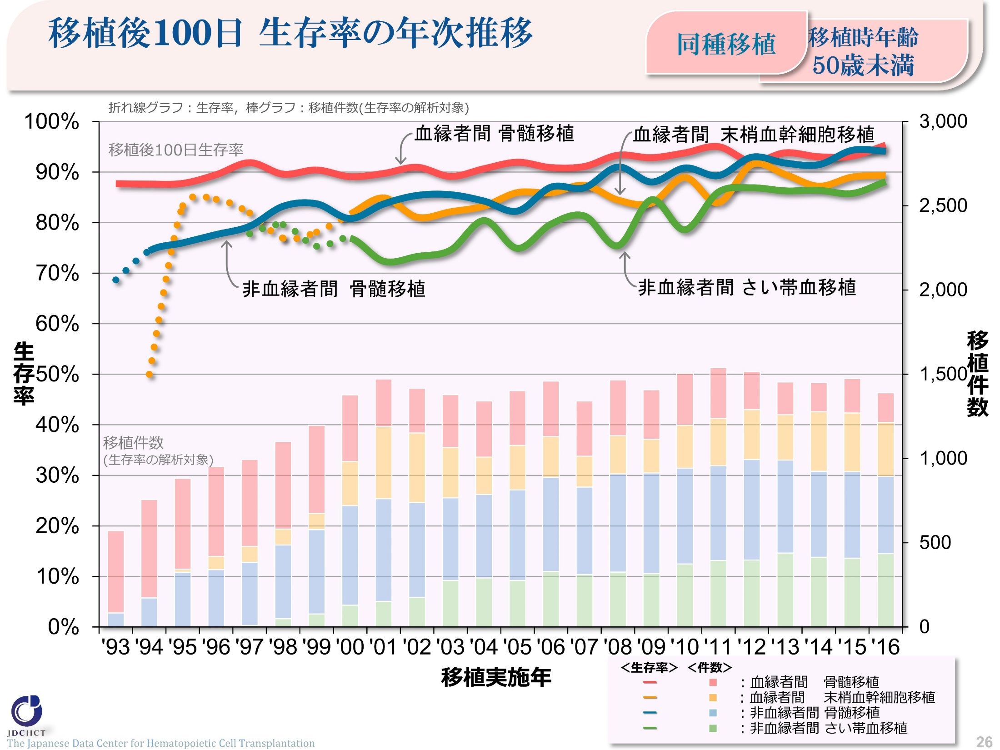 移植後100日 生存率の年次推移
同種移植
移植時年齢
50歳未満
折れ線グラフ：生存率，棒グラフ：移植件数(生存率の解析対象)
100%
90%
80%
70%
60%
50%
40%
30%
20%
10%
0%
生存率
移植後100日生存率
血縁者間 骨髄移植
血縁者間 末梢血幹細胞移植
非血縁者間 骨髄移植
非血縁者間 さい帯血移植
移植件数
(生存率の解析対象)
3,000
2,500
2,000
1,500
1,000
500
0
移植件数
'93 '94 '95 '96 '97 '98 '99 '00 '01 '02 '03 '04 '05 '06 '07 '08 '09 '10 '11 '12 '13 '14 '15 '16
移植実施年
＜生存率＞ ＜件数＞
：血縁者間 骨髄移植
：血縁者間 末梢血幹細胞移植
：非血縁者間 骨髄移植
：非血縁者間 さい帯血移植
JDCHCT
The Japanese Data Center for Hematopoietic Cell Transplantation
26